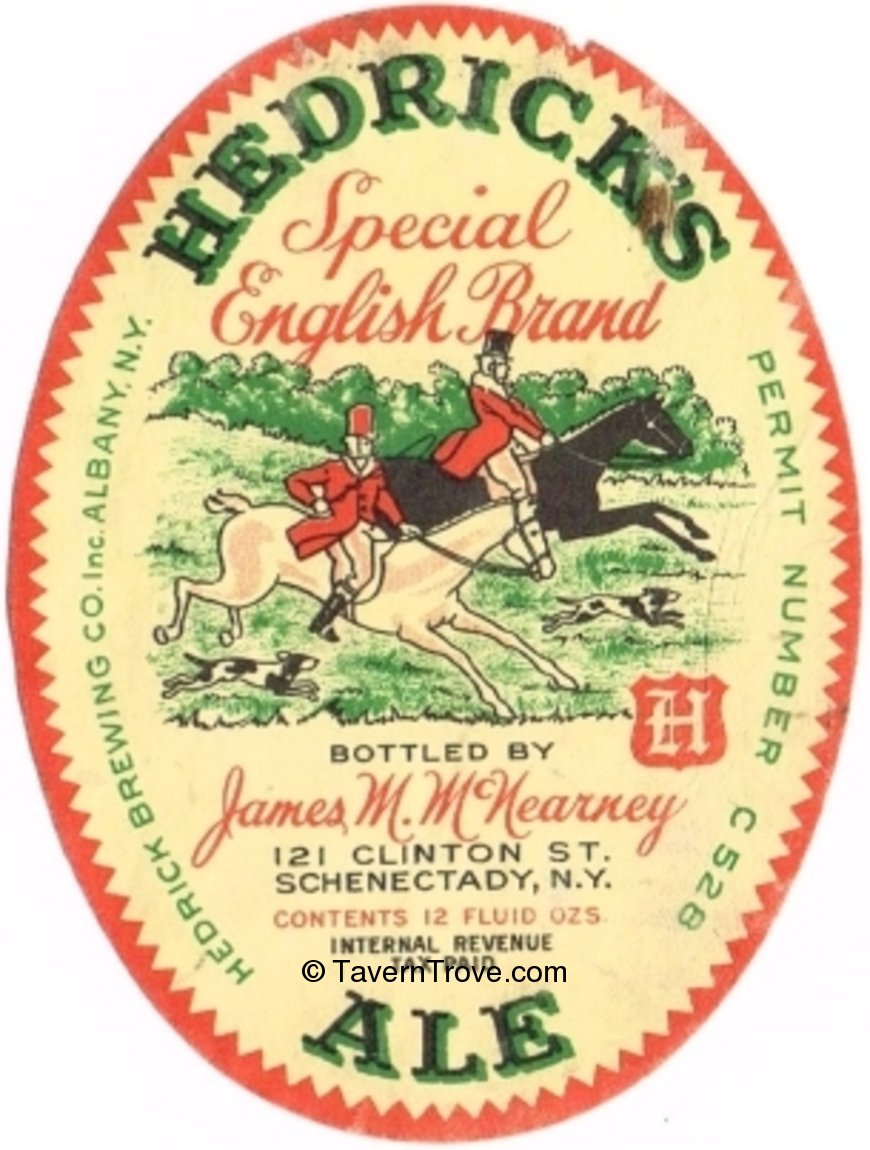 HEDRICK'S
Special
English Brand
HEDRICK BREWING CO. Inc. ALBANY, N.Y.
PERMIT NUMBER C528
H
BOTTLED BY
James M. McNearney
121 CLINTON ST.
SCHENECTADY, N.Y.
CONTENTS 12 FLUID OZS.
INTERNAL REVENUE
TAX PAID
© TavernTrove.com
ALE